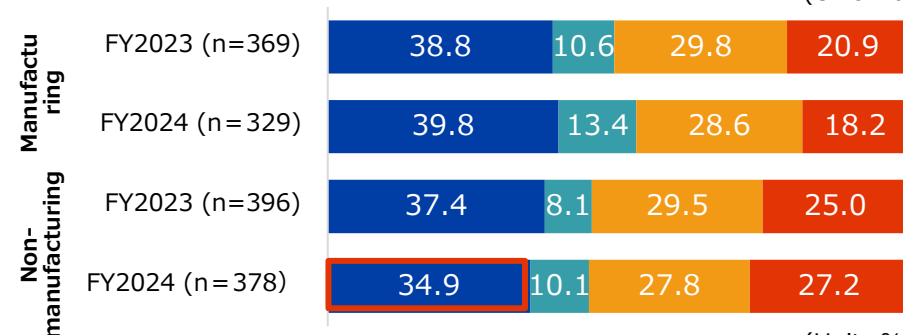 Manufactu
ring
FY2023 (n=369) 38.8 10.6 29.8 20.9
FY2024 (n=329) 39.8 13.4 28.6 18.2
Non-
manufacturing
FY2023 (n=396) 37.4 8.1 29.5 25.0
FY2024 (n=378) 34.9 10.1 27.8 27.2